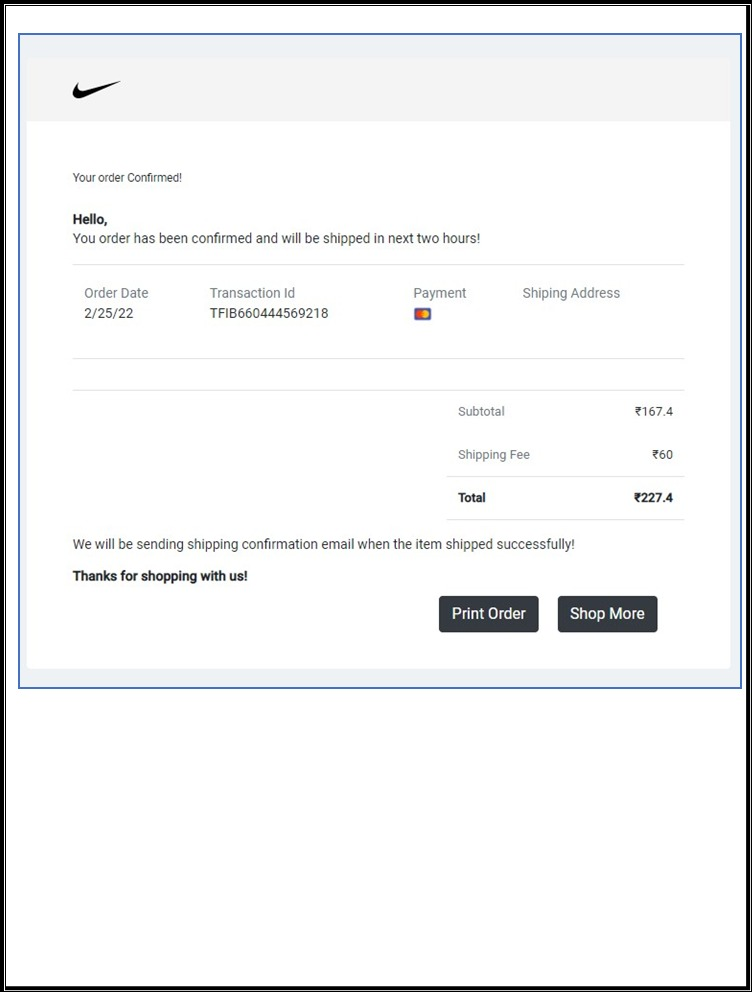 Your order Confirmed!
Hello,
You order has been confirmed and will be shipped in next two hours!
Order Date Transaction Id Payment Shiping Address
2/25/22 TFIB660444569218
Subtotal ₹167.4
Shipping Fee ₹60
Total ₹227.4
We will be sending shipping confirmation email when the item shipped successfully!
Thanks for shopping with us!
Print Order Shop More